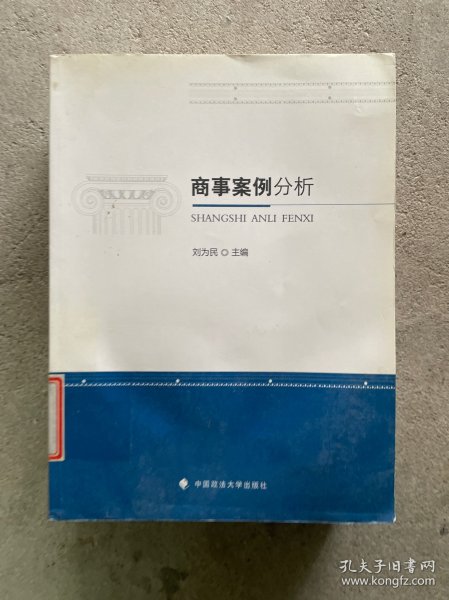 商事案例分析
SHANGSHI ANLI FENXI
刘为民◎主编
中国政法大学出版社
孔夫子旧书网
www.kongfz.com